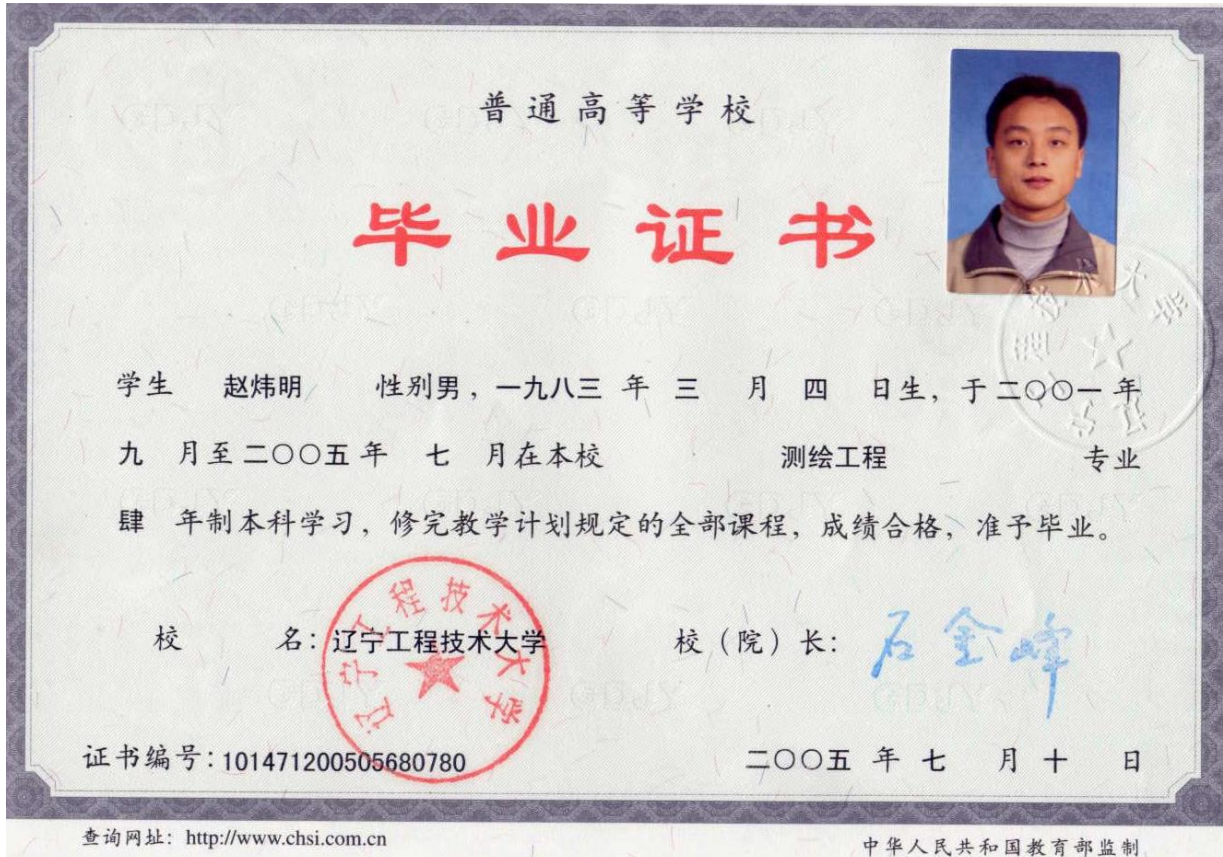 普通高等学校
毕业证书
学生 赵炜明 性别男，一九八三 年 三 月 四 日生，于二〇〇一年
九 月至二〇〇五年 七 月在本校 测绘工程 专业
肆 年制本科学习，修完教学计划规定的全部课程，成绩合格，准予毕业。
校 名：辽宁工程技术大学 校（院）长：石金峰
辽宁工程技术大学
证书编号：101471200505680780 二〇〇五 年 七 月 十 日
查询网址：http://www.chsi.com.cn 中华人民共和国教育部监制